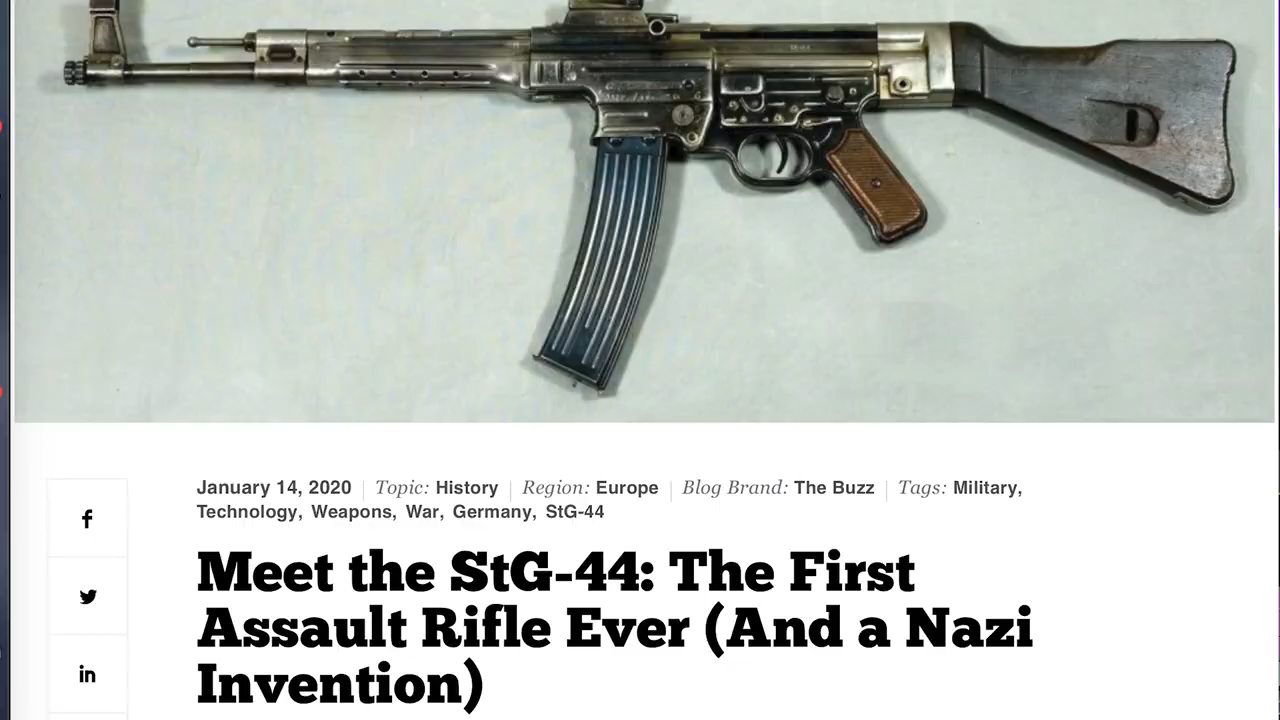 January 14, 2020 Topic: History Region: Europe Blog Brand: The Buzz Tags: Military,
Technology, Weapons, War, Germany, StG-44
Meet the StG-44: The First
Assault Rifle Ever (And a Nazi
Invention)
f
in